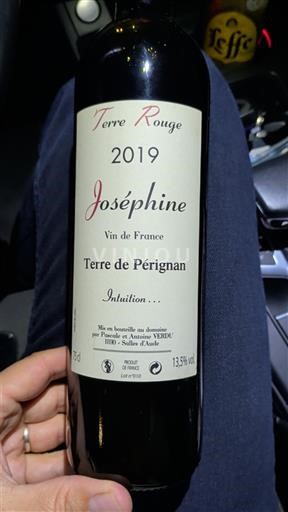 Leffe
Terre Rouge
2019
Joséphine
Vin de France
VINIOU
Terre de Pérignan
Intuition...
Mis en bouteille au domaine
par Pascale et Antoine VERDU
11110 - Salles d'Aude
75cl
PRODUIT
DE FRANCE
13,5% vol